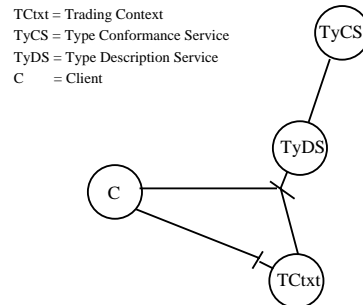 TCtxt = Trading Context
TyCS = Type Conformance Service
TyDS = Type Description Service
C = Client
TyCS
TyDS
C
TCtxt